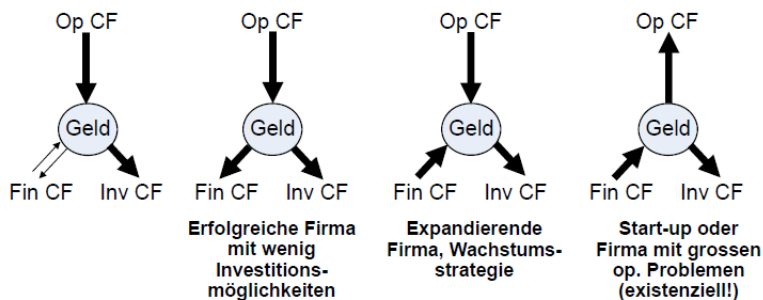 Op CF
Op CF
Op CF
Op CF
Geld
Geld
Geld
Geld
Fin CF
Inv CF
Fin CF
Inv CF
Fin CF
Inv CF
Fin CF
Inv CF
Erfolgreiche Firma
mit wenig
Investitions-
möglichkeiten
Expandierende
Firma, Wachstums-
strategie
Start-up oder
Firma mit grossen
op. Problemen
(existenziell!)